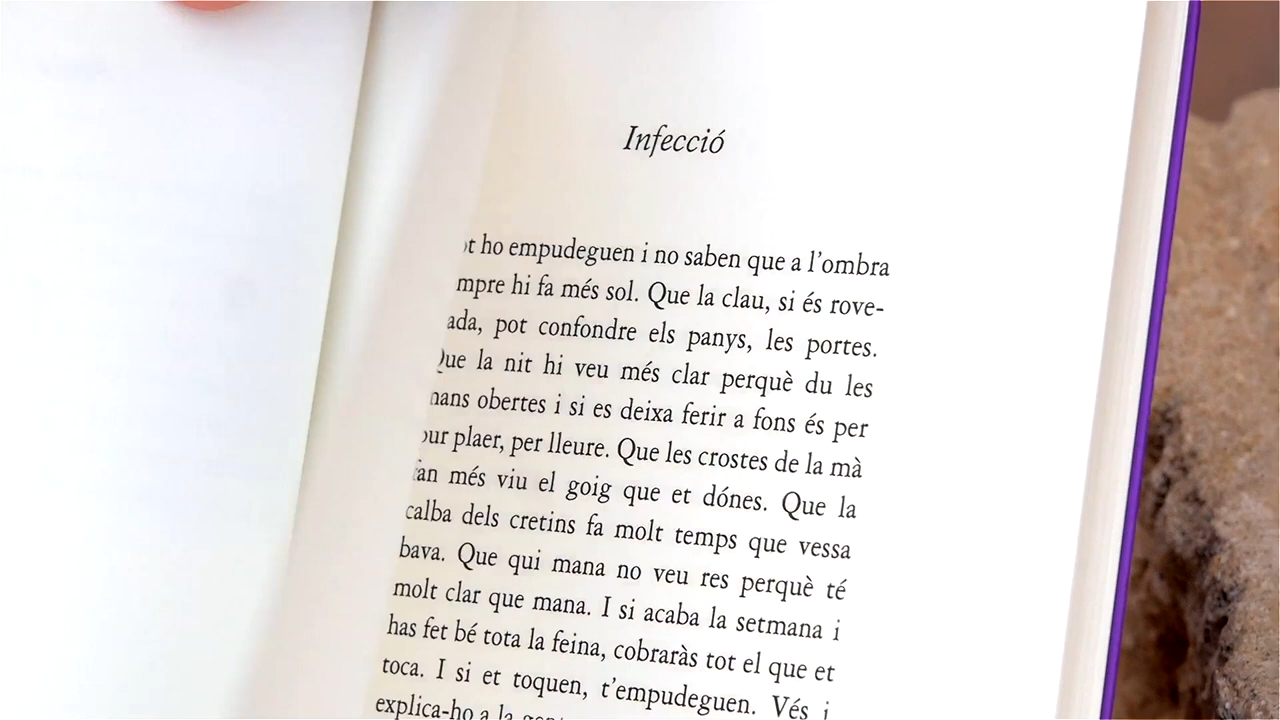 Infecció
ho empudeguen i no saben que a l'ombra
hi fa més sol. Que la clau, si és rove-
pot confondre els panys, les portes.
Que la nit hi veu més clar perquè du les
mans obertes i si es deixa ferir a fons és per
pur plaer, per lleure. Que les crostes de la mà
fan més viu el goig que et dónes. Que la
calba dels cretins fa molt temps que vessa
bava. Que qui mana no veu res perquè té
molt clar que mana. I si acaba la setmana i
has fet bé tota la feina, cobraràs tot el que et
toca. I si et toquen, t'empudeguen. Vés i
explica-ho a la